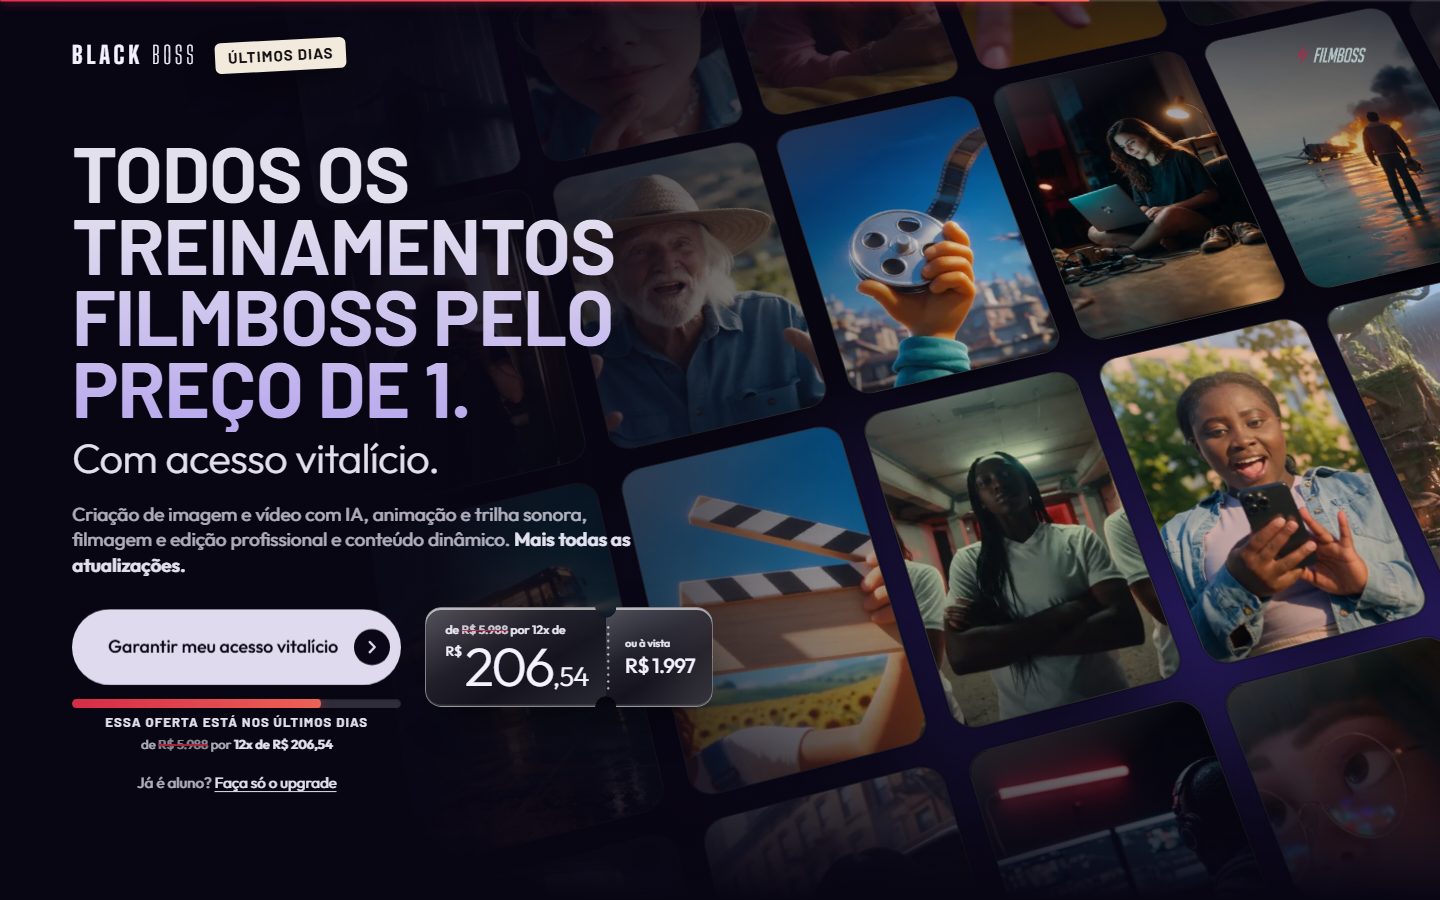 BLACK BOSS
ÚLTIMOS DIAS
FILMBOSS
TODOS OS
TREINAMENTOS
FILMBOSS PELO
PREÇO DE 1.
Com acesso vitalício.
Criação de imagem e vídeo com IA, animação e trilha sonora,
filmagem e edição profissional e conteúdo dinâmico. Mais todas as
atualizações.
Garantir meu acesso vitalício
de R$ 5.988 por 12x de
R$ 206,54
ou à vista
R$ 1.997
ESSA OFERTA ESTÁ NOS ÚLTIMOS DIAS
de R$ 5.988 por 12x de R$ 206,54
Já é aluno? Faça só o upgrade